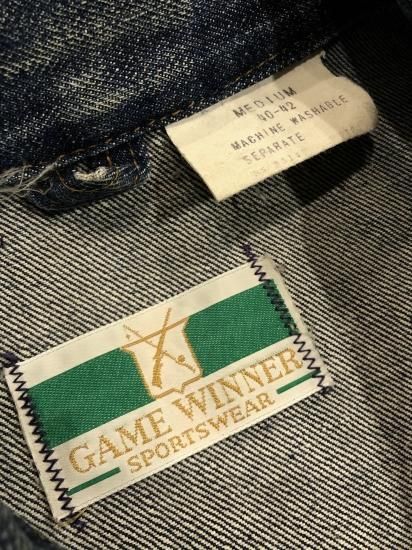 MEDIUM
40-42
MACHINE WASHABLE
SEPARATE
GAME WINNER
SPORTSWEAR